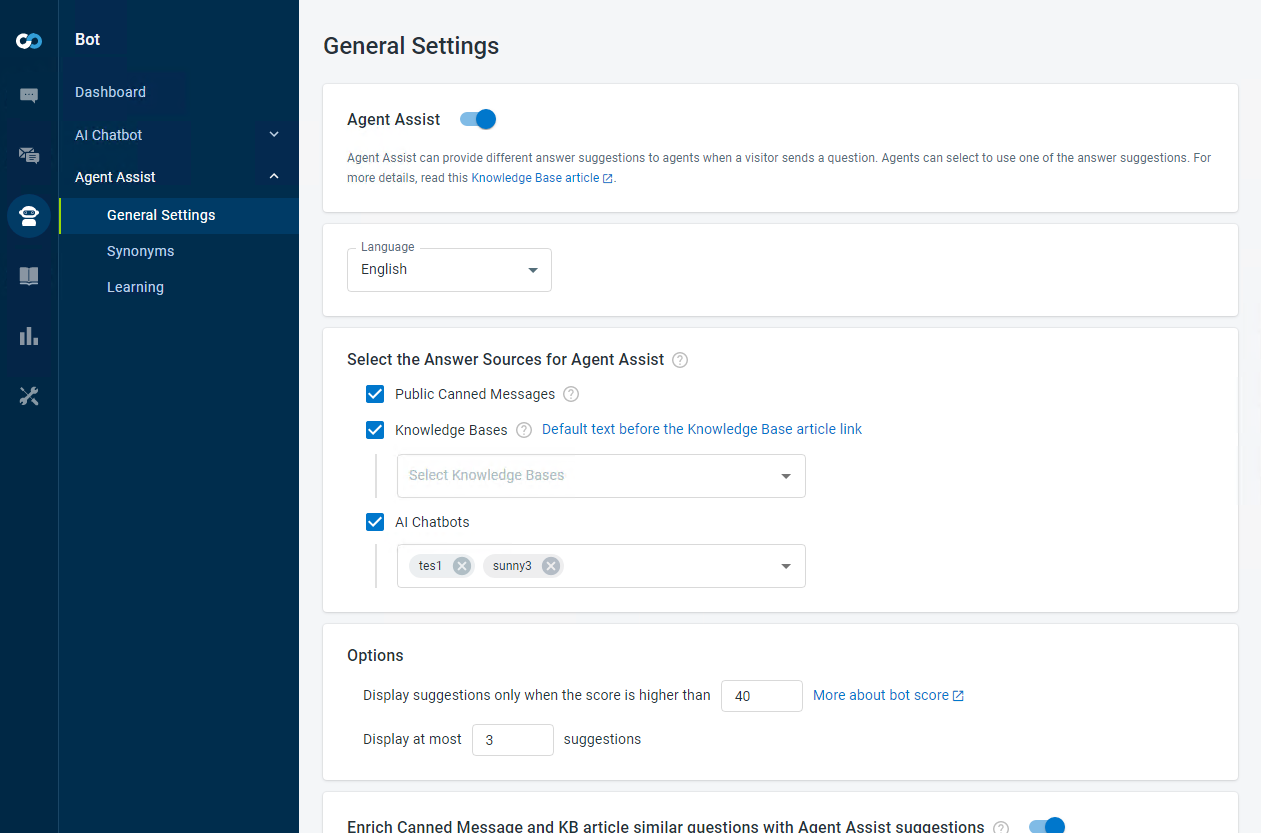 Bot
Dashboard
AI Chatbot
Agent Assist
General Settings
Synonyms
Learning
General Settings
Agent Assist
Agent Assist can provide different answer suggestions to agents when a visitor sends a question. Agents can select to use one of the answer suggestions. For
more details, read this Knowledge Base article.
Language
English
Select the Answer Sources for Agent Assist ?
Public Canned Messages ?
Knowledge Bases ? Default text before the Knowledge Base article link
Select Knowledge Bases
AI Chatbots
tes1 sunny3
Options
Display suggestions only when the score is higher than 40 More about bot score
Display at most 3 suggestions
Enrich Canned Message and KB article similar questions with Agent Assist suggestions ?